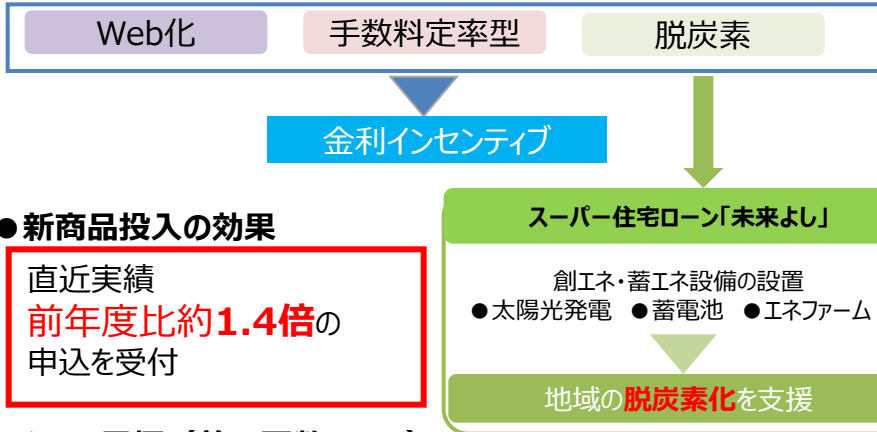 Web化
手数料定率型
脱炭素
金利インセンティブ
●新商品投入の効果
直近実績
前年度比約1.4倍の
申込を受付
スーパー住宅ローン「未来よし」
創エネ・蓄エネ設備の設置
●太陽光発電 ●蓄電池 ●エネファーム
地域の脱炭素化を支援